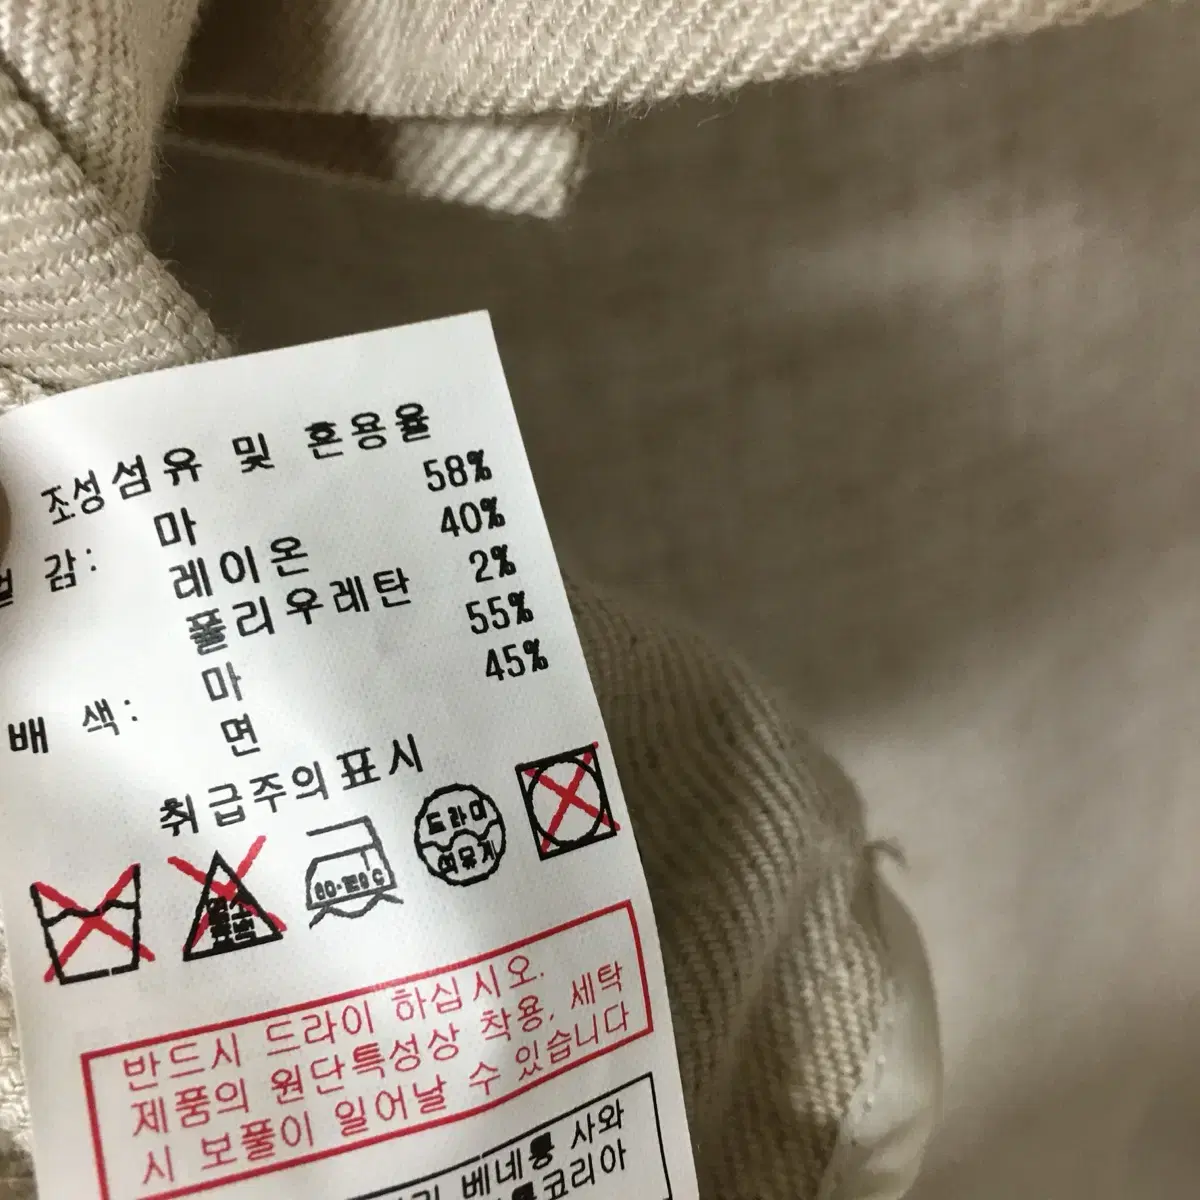 조성섬유 및 혼용율
감: 마 58%
레이온 40%
폴리우레탄 2%
배 색: 마 55%
면 45%
취급주의표시
드라이
석유계
반드시 드라이 하십시오.
제품의 원단특성상 착용, 세탁
시 보풀이 일어날 수 있습니다
베네통 사와
코리아